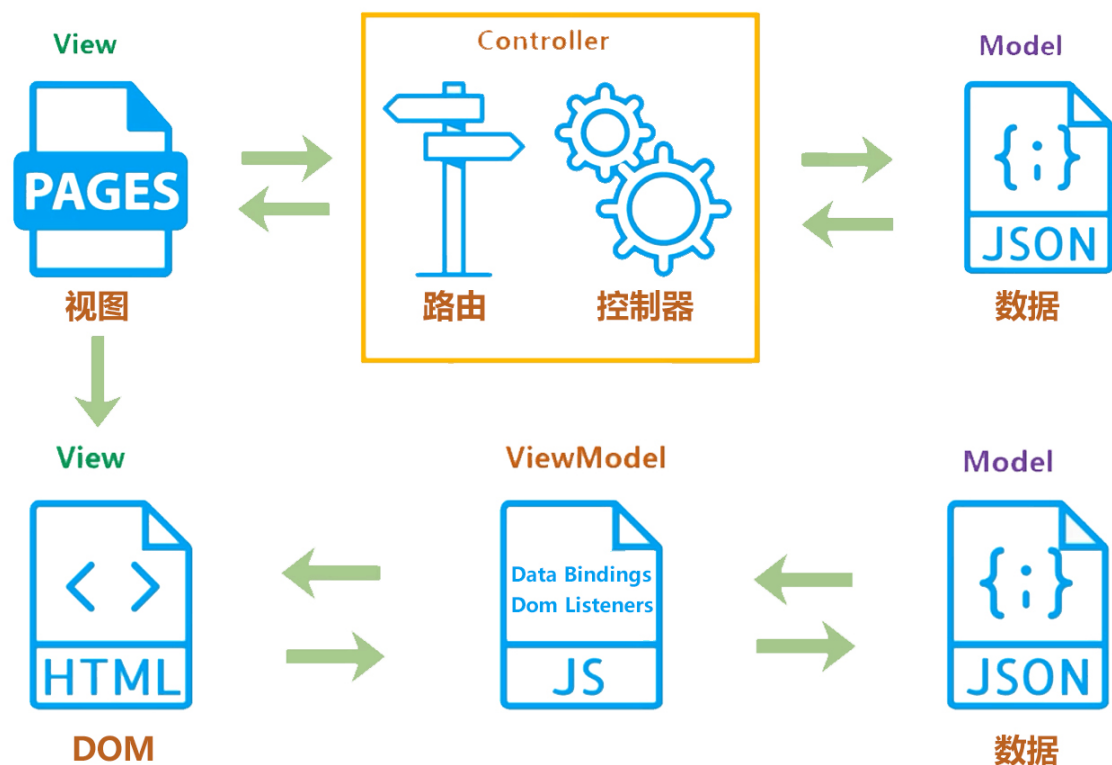 View
Controller
Model
PAGES
{;}
JSON
视图
路由
控制器
数据
View
ViewModel
Model
< >
Data Bindings
Dom Listeners
{;}
HTML
JS
JSON
DOM
数据